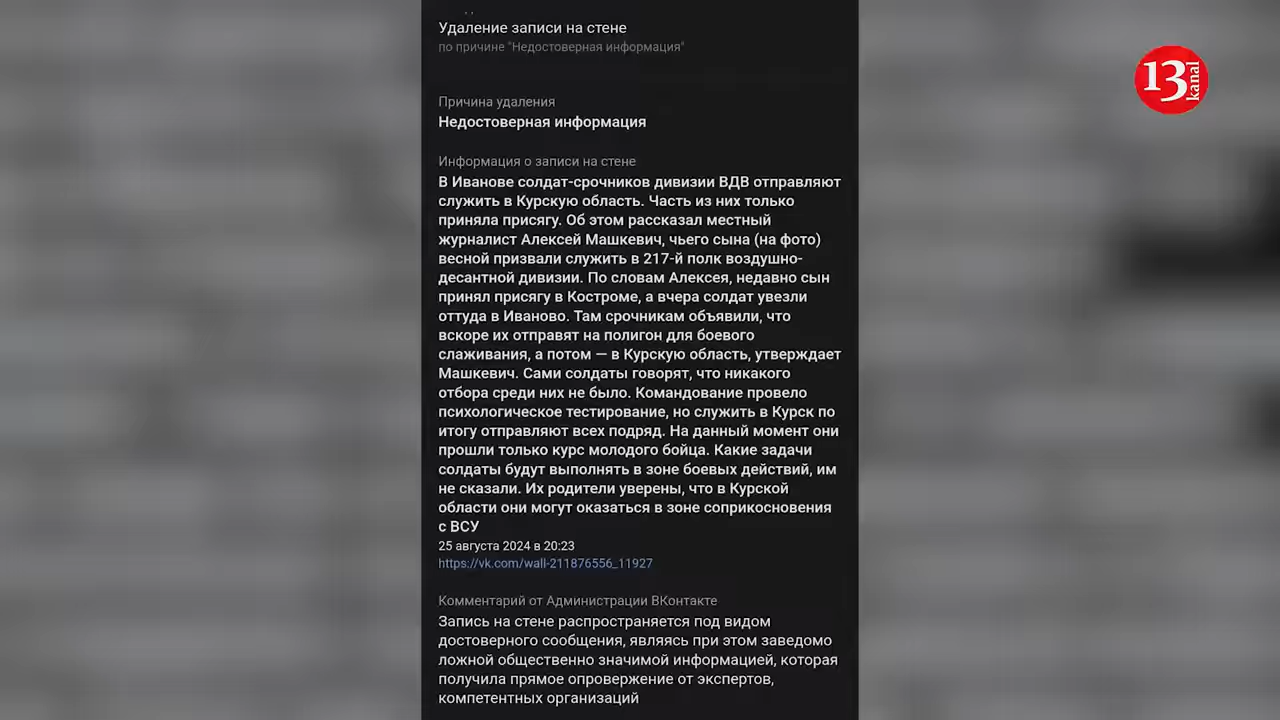 Удаление записи на стене
по причине "Недостоверная информация"
Причина удаления
Недостоверная информация
Информация о записи на стене
В Иванове солдат-срочников дивизии ВДВ отправляют
служить в Курскую область. Часть из них только
приняла присягу. Об этом рассказал местный
журналист Алексей Машкевич, чьего сына (на фото)
весной призвали служить в 217-й полк воздушно-
десантной дивизии. По словам Алексея, недавно сын
принял присягу в Костроме, а вчера солдат увезли
оттуда в Иваново. Там срочникам объявили, что
вскоре их отправят на полигон для боевого
слаживания, а потом — в Курскую область, утверждает
Машкевич. Сами солдаты говорят, что никакого
отбора среди них не было. Командование провело
психологическое тестирование, но служить в Курск по
итогу отправляют всех подряд. На данный момент они
прошли только курс молодого бойца. Какие задачи
солдаты будут выполнять в зоне боевых действий, им
не сказали. Их родители уверены, что в Курской
области они могут оказаться в зоне соприкосновения
с ВСУ
25 августа 2024 в 20:23
https://vk.com/wall-211876556_11927
Комментарий от Администрации ВКонтакте
Запись на стене распространяется под видом
достоверного сообщения, являясь при этом заведомо
ложной общественно значимой информацией, которая
получила прямое опровержение от экспертов,
компетентных организаций
13 kanal